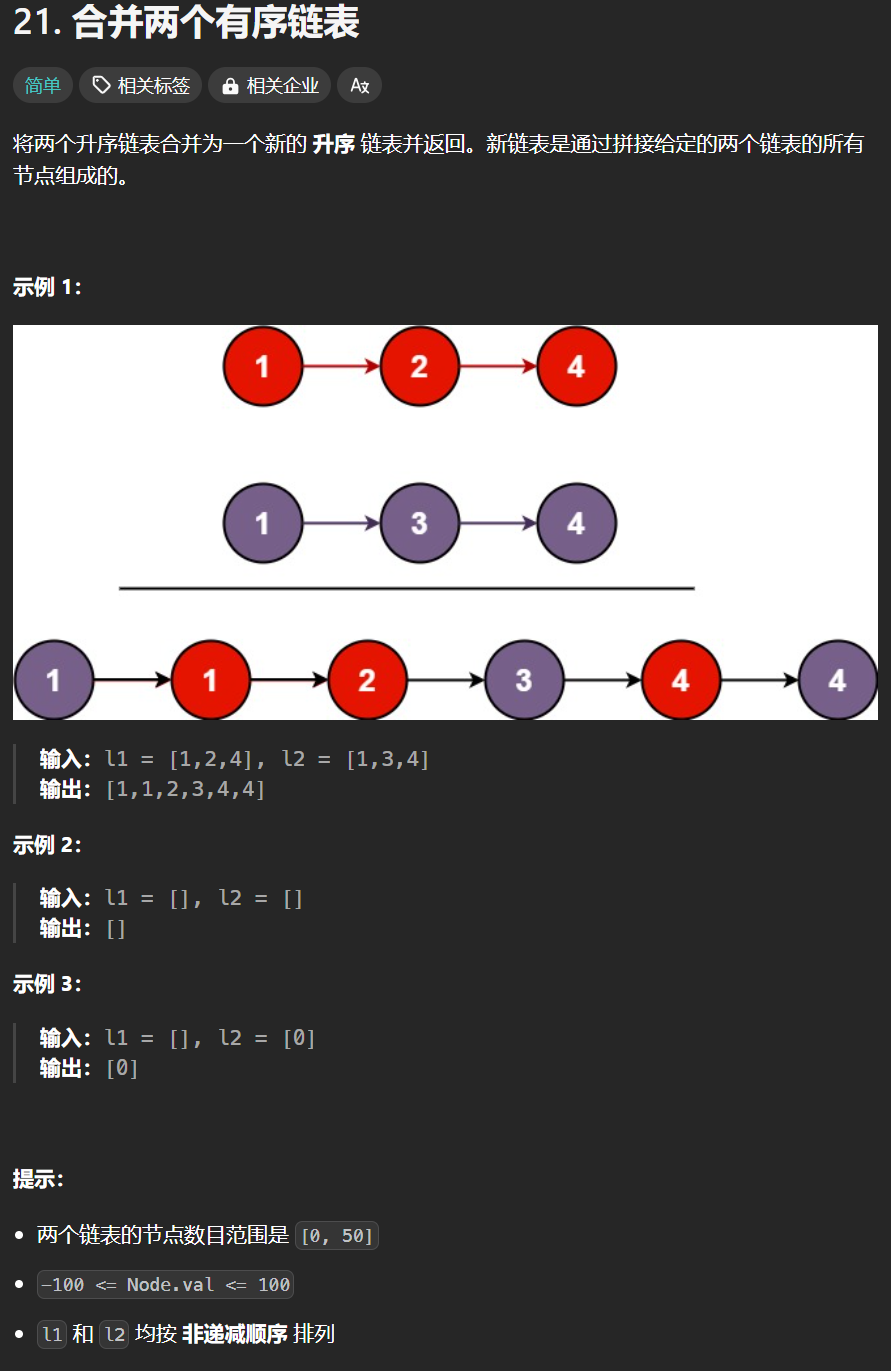 21. 合并两个有序链表
简单 相关标签 相关企业
将两个升序链表合并为一个新的 升序 链表并返回。新链表是通过拼接给定的两个链表的所有
节点组成的。
示例 1：
1 2 4
1 3 4
1 1 2 3 4 4
输入：l1 = [1,2,4], l2 = [1,3,4]
输出：[1,1,2,3,4,4]
示例 2：
输入：l1 = [], l2 = []
输出：[]
示例 3：
输入：l1 = [], l2 = [0]
输出：[0]
提示：
两个链表的节点数目范围是 [0, 50]
-100 <= Node.val <= 100
l1 和 l2 均按 非递减顺序 排列